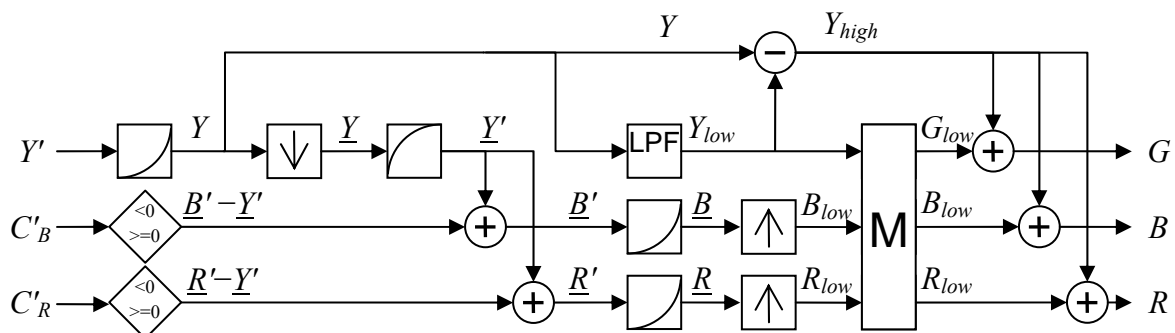 Y Y_high
Y' Y Y̲ Y̲' LPF Y_low G_low + G
C'_B <0 >=0 B̲' − Y̲' + B̲' B̲ B_low M B_low + B
C'_R <0 >=0 R̲' − Y̲' + R̲' R̲ R_low R_low + R